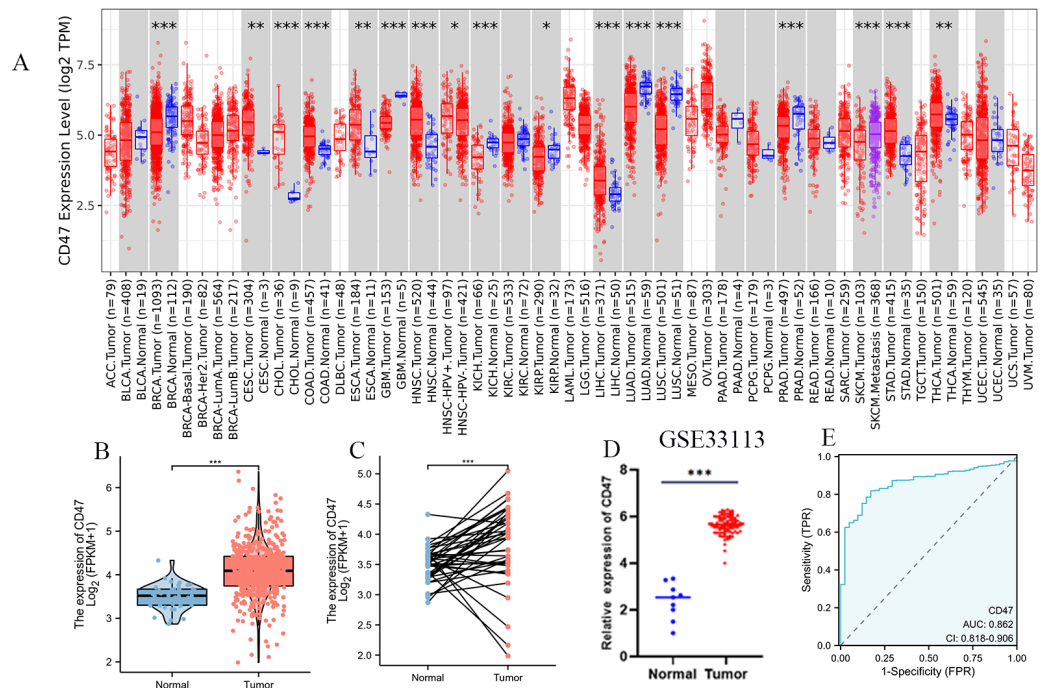 A
CD47 Expression Level (log2 TPM)
7.5
5.0
2.5
*** ** *** *** ** *** *** * *** * *** *** *** *** *** *** **
ACC.Tumor (n=79)
BLCA.Tumor (n=408)
BLCA.Normal (n=19)
BRCA.Tumor (n=1093)
BRCA.Normal (n=112)
BRCA-Basal.Tumor (n=190)
BRCA-Her2.Tumor (n=82)
BRCA-LumA.Tumor (n=564)
BRCA-LumB.Tumor (n=217)
CESC.Tumor (n=304)
CESC.Normal (n=3)
CHOL.Tumor (n=36)
CHOL.Normal (n=9)
COAD.Tumor (n=457)
COAD.Normal (n=41)
DLBC.Tumor (n=48)
ESCA.Tumor (n=184)
ESCA.Normal (n=11)
GBM.Tumor (n=153)
GBM.Normal (n=5)
HNSC.Tumor (n=520)
HNSC.Normal (n=44)
HNSC-HPV+.Tumor (n=97)
HNSC-HPV-.Tumor (n=421)
KICH.Tumor (n=66)
KICH.Normal (n=25)
KIRC.Tumor (n=533)
KIRC.Normal (n=72)
KIRP.Tumor (n=290)
KIRP.Normal (n=32)
LAML.Tumor (n=173)
LGG.Tumor (n=516)
LIHC.Tumor (n=371)
LIHC.Normal (n=50)
LUAD.Tumor (n=515)
LUAD.Normal (n=59)
LUSC.Tumor (n=501)
LUSC.Normal (n=51)
MESO.Tumor (n=87)
OV.Tumor (n=303)
PAAD.Tumor (n=178)
PAAD.Normal (n=4)
PCPG.Tumor (n=179)
PCPG.Normal (n=3)
PRAD.Tumor (n=497)
PRAD.Normal (n=52)
READ.Tumor (n=166)
READ.Normal (n=10)
SARC.Tumor (n=259)
SKCM.Tumor (n=103)
SKCM.Metastasis (n=368)
STAD.Tumor (n=415)
STAD.Normal (n=35)
TGCT.Tumor (n=150)
THCA.Tumor (n=501)
THCA.Normal (n=59)
THYM.Tumor (n=120)
UCEC.Tumor (n=545)
UCEC.Normal (n=35)
UCS.Tumor (n=57)
UVM.Tumor (n=80)
B
The expression of CD47
Log2 (FPKM+1)
***
6
5
4
3
2
Normal Tumor
C
The expression of CD47
Log2 (FPKM+1)
***
5.0
4.5
4.0
3.5
3.0
2.5
2.0
Normal Tumor
D
GSE33113
Relative expression of CD47
***
8
6
4
2
0
Normal Tumor
E
Sensitivity (TPR)
1.0
0.8
0.6
0.4
0.2
0.0
CD47
AUC: 0.862
CI: 0.818-0.906
0.00 0.25 0.50 0.75 1.00
1-Specificity (FPR)